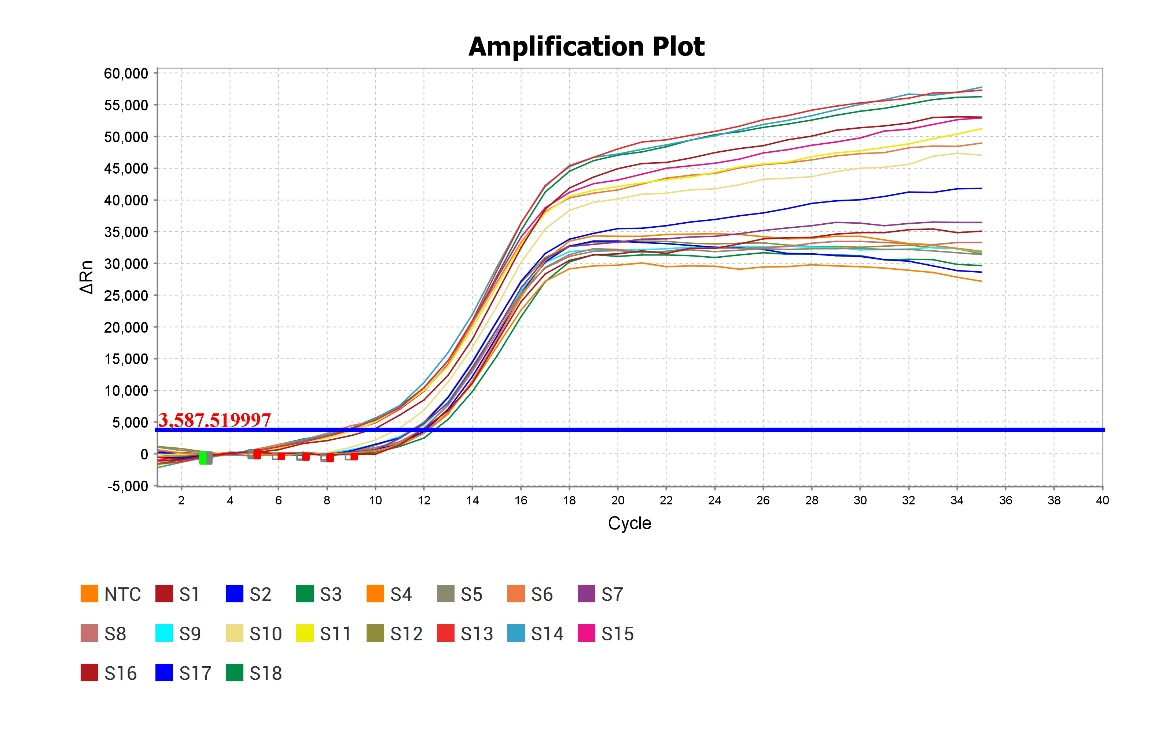 Amplification Plot
60,000
55,000
50,000
45,000
40,000
35,000
30,000
25,000
20,000
15,000
10,000
5,000
0
-5,000
ΔRn
3,587.519997
2 4 6 8 10 12 14 16 18 20 22 24 26 28 30 32 34 36 38 40
Cycle
NTC S1 S2 S3 S4 S5 S6 S7
S8 S9 S10 S11 S12 S13 S14 S15
S16 S17 S18